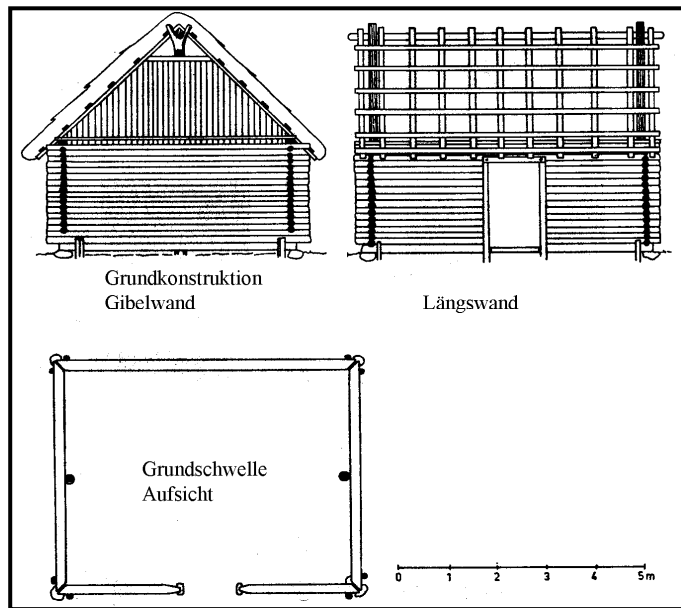 Grundkonstruktion
Gibelwand
Längswand
Grundschwelle
Aufsicht
0 1 2 3 4 5m